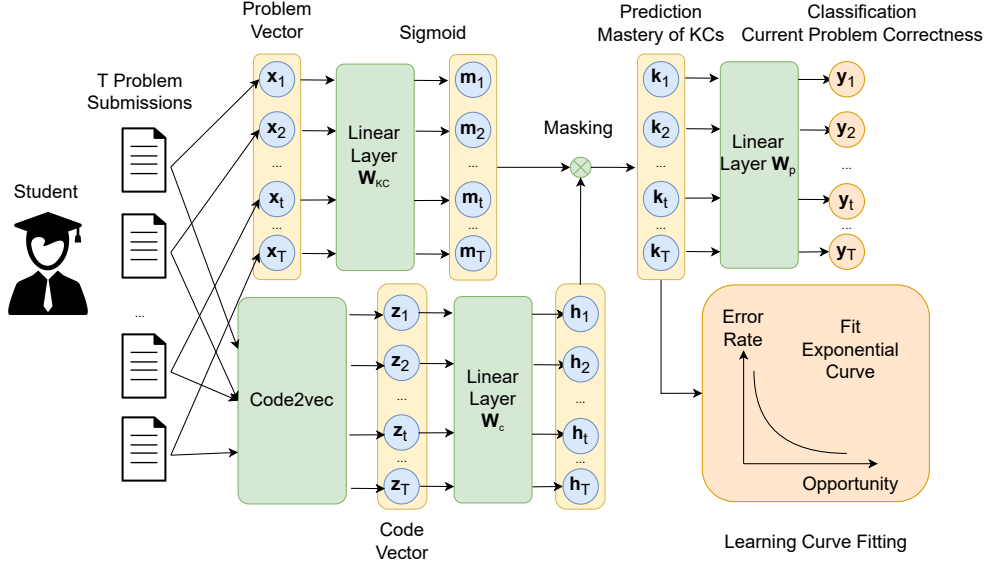 Problem
Vector
Sigmoid
Prediction
Mastery of KCs
Classification
Current Problem Correctness
T Problem
Submissions
Student
...
x1
x2
...
xt
...
xT
Linear
Layer
WKC
m1
m2
...
mt
...
mT
Masking
k1
k2
...
kt
...
kT
Linear
Layer Wp
y1
y2
...
yt
...
yT
Code2vec
z1
z2
...
zt
...
zT
Code
Vector
Linear
Layer
Wc
h1
h2
...
ht
...
hT
Error
Rate
Fit
Exponential
Curve
Opportunity
Learning Curve Fitting